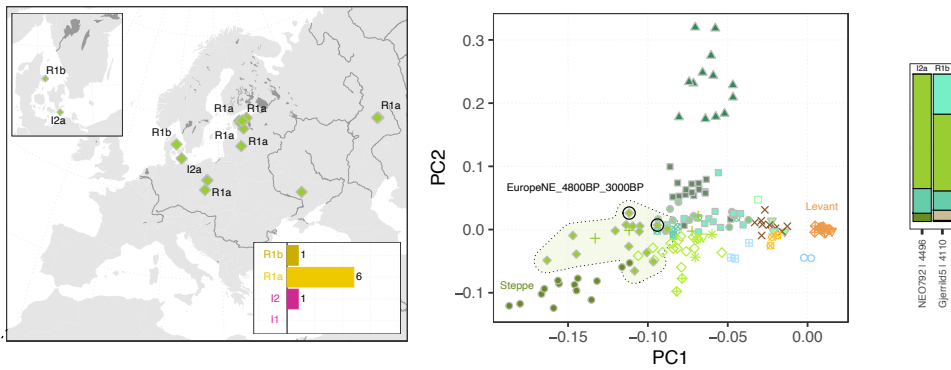 R1b
I2a
R1a
R1a
R1a
R1b
R1a
I2a
R1a
R1b 1
R1a 6
I2 1
I1
PC2
0.3
0.2
0.1
0.0
−0.1
EuropeNE_4800BP_3000BP
Levant
Steppe
−0.15 −0.10 −0.05 0.00
PC1
I2a R1b
NEO792 | 4496
Gjerrild5 | 4110